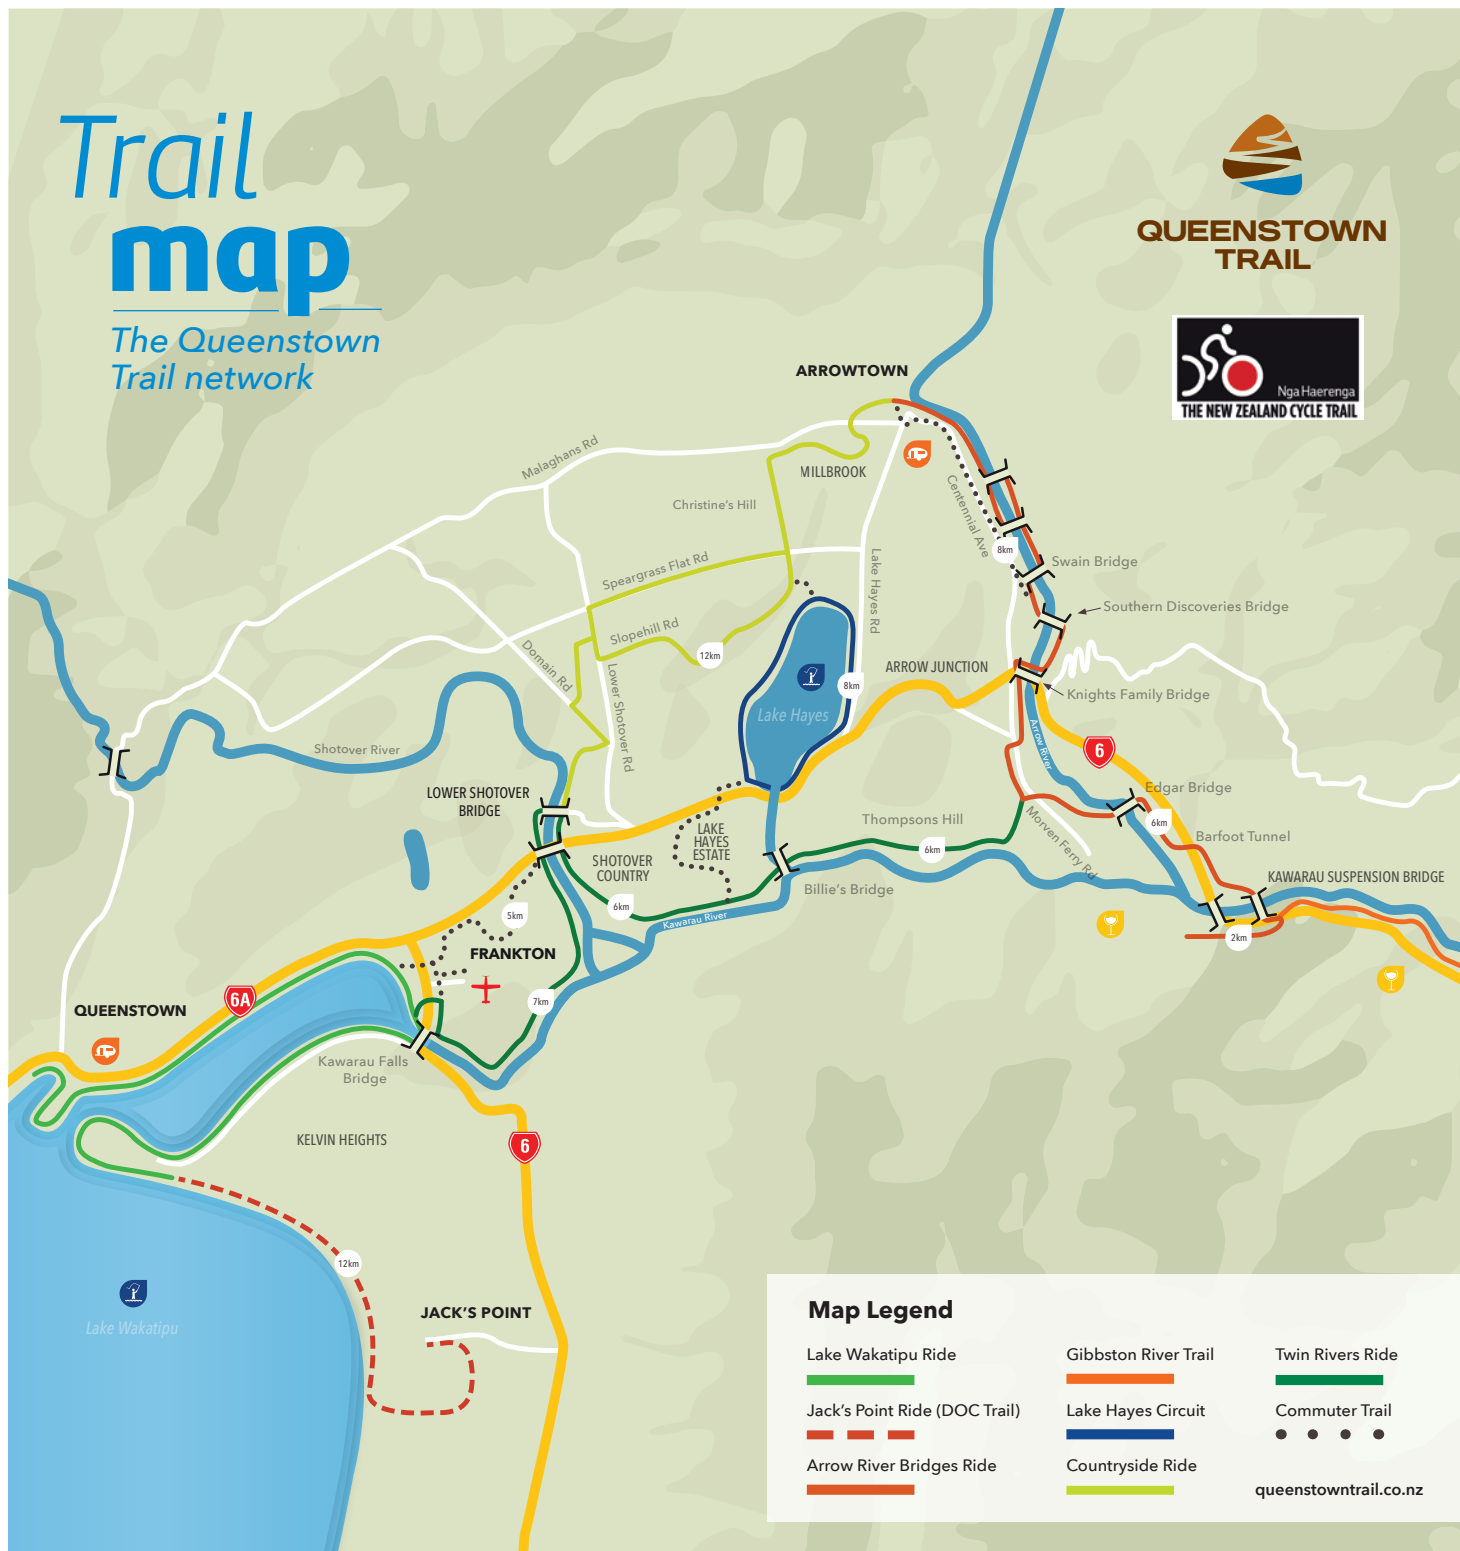 Trail
map
The Queenstown
Trail network
QUEENSTOWN
TRAIL
Nga Haerenga
THE NEW ZEALAND CYCLE TRAIL
ARROWTOWN
Malaghans Rd
MILLBROOK
Christine's Hill
Centennial Ave
8km
Swain Bridge
Speargrass Flat Rd
Lake Hayes Rd
Southern Discoveries Bridge
Slopehill Rd
12km
Domain Rd
Lower Shotover Rd
ARROW JUNCTION
8km
Knights Family Bridge
Lake Hayes
Shotover River
Arrow River
6
LOWER SHOTOVER
BRIDGE
Edgar Bridge
6km
Thompsons Hill
Morven Ferry Rd
Barfoot Tunnel
LAKE
HAYES
ESTATE
6km
SHOTOVER
COUNTRY
Billie's Bridge
KAWARAU SUSPENSION BRIDGE
6km
5km
Kawarau River
2km
FRANKTON
6A
7km
QUEENSTOWN
Kawarau Falls
Bridge
KELVIN HEIGHTS
6
12km
JACK'S POINT
Lake Wakatipu
Map Legend
Lake Wakatipu Ride
Gibbston River Trail
Twin Rivers Ride
Jack's Point Ride (DOC Trail)
Lake Hayes Circuit
Commuter Trail
Arrow River Bridges Ride
Countryside Ride
queenstowntrail.co.nz